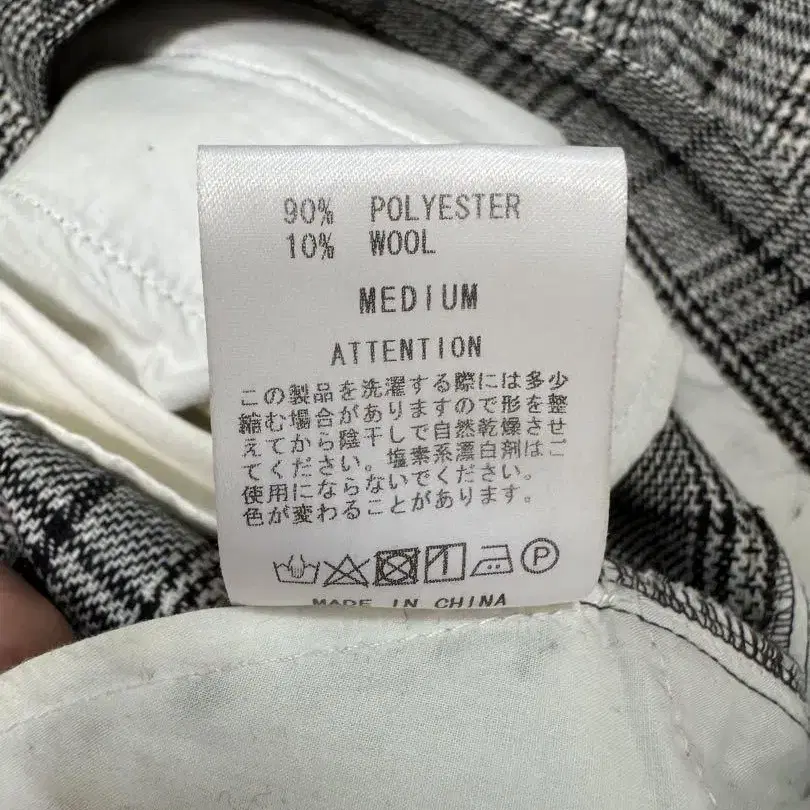 90% POLYESTER
10% WOOL
MEDIUM
ATTENTION
この製品を洗濯する際には多少
縮む場合がありますので形を整
えてから陰干しで自然乾燥させ
てください。塩素系漂白剤はご
使用にならないでください。
色が変わることがあります。
P
MADE IN CHINA